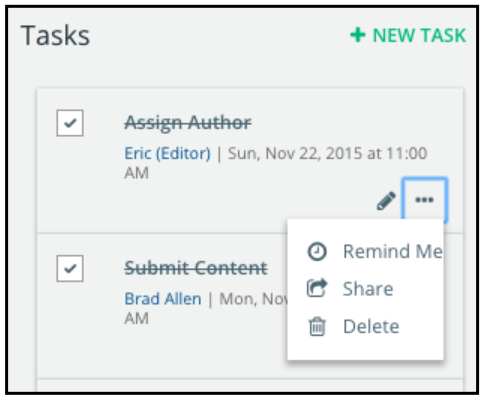 Tasks
+ NEW TASK
Assign Author
Eric (Editor) | Sun, Nov 22, 2015 at 11:00
AM
Remind Me
Submit Content
Share
Brad Allen | Mon, Nov
Delete
AM